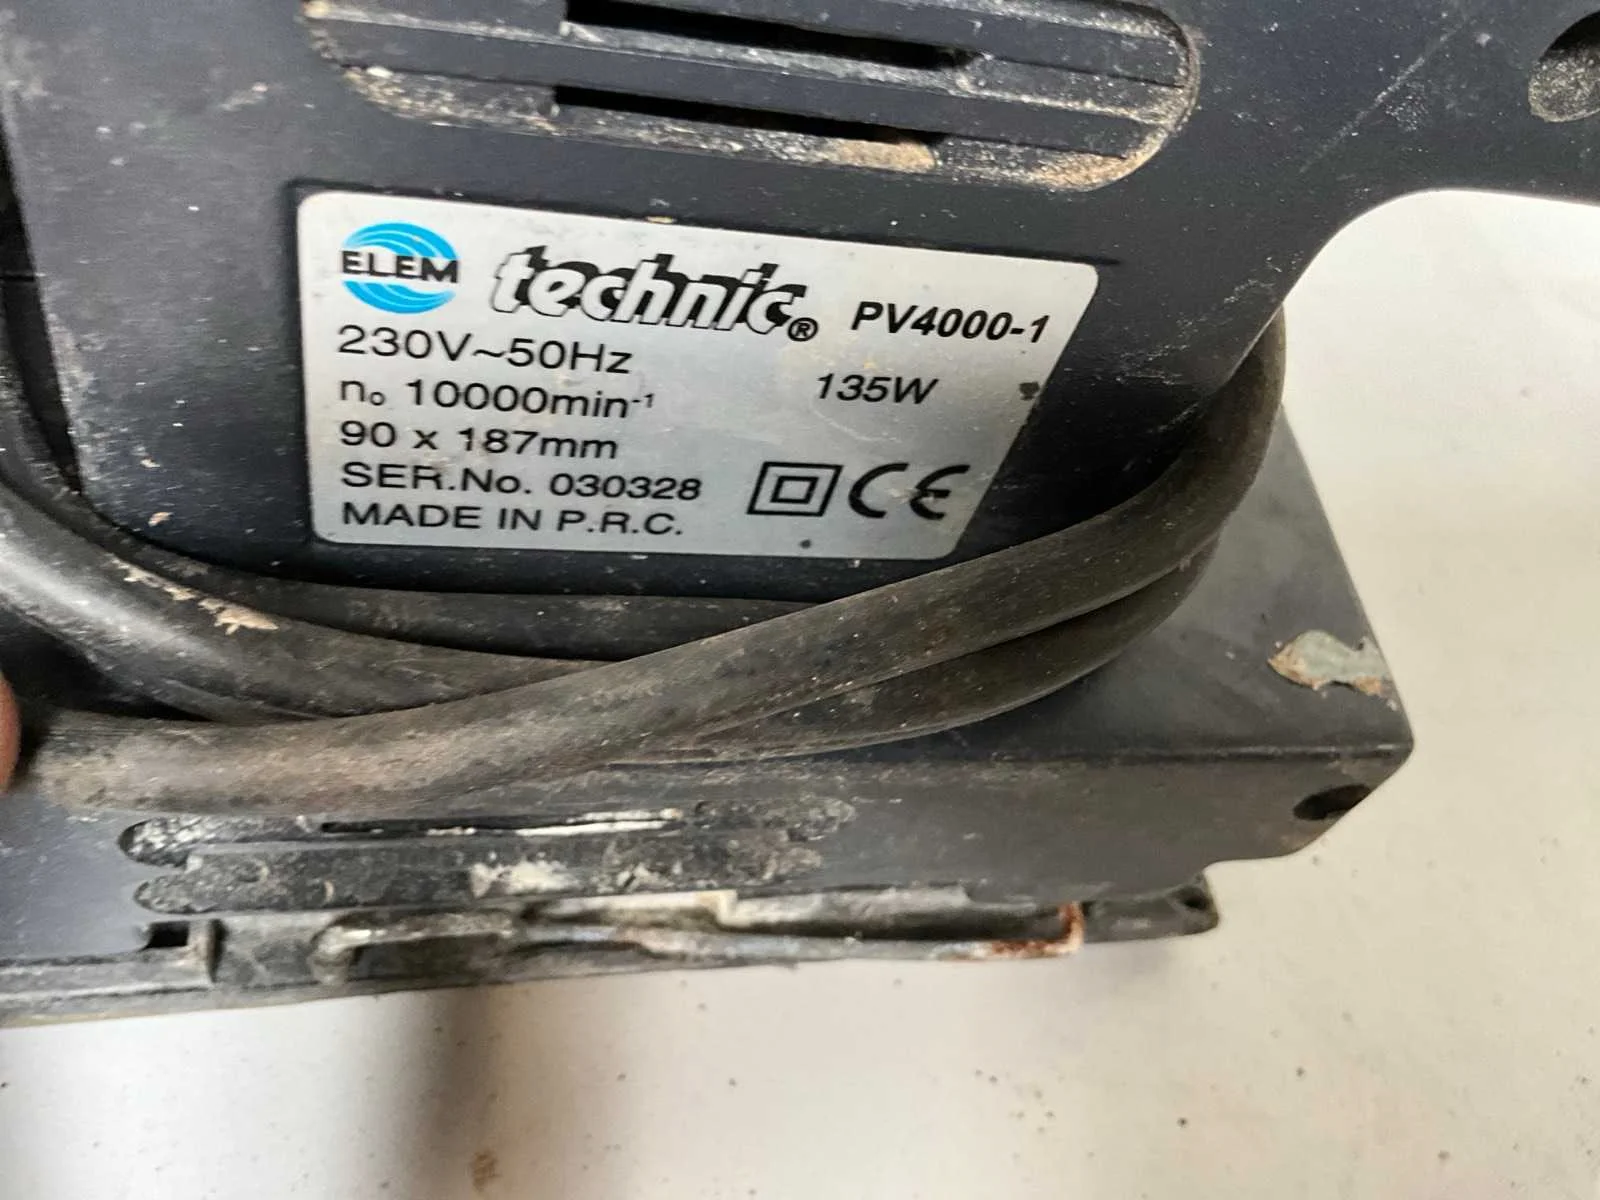 ELEM technic® PV4000-1
230V~50Hz
135W
n₀ 10000min⁻¹
90 x 187mm
SER.No. 030328
MADE IN P.R.C.
CE